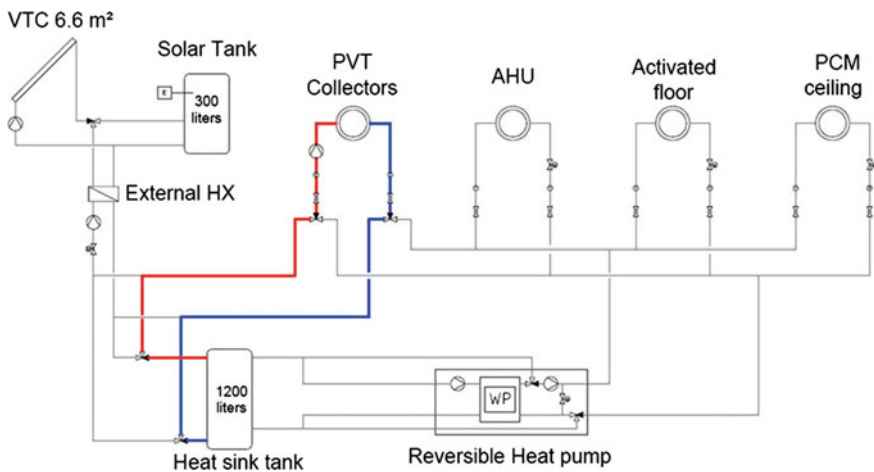 VTC 6.6 m²
Solar Tank
E
300
liters
PVT
Collectors
AHU
Activated
floor
PCM
ceiling
External HX
1200
liters
WP
Heat sink tank
Reversible Heat pump